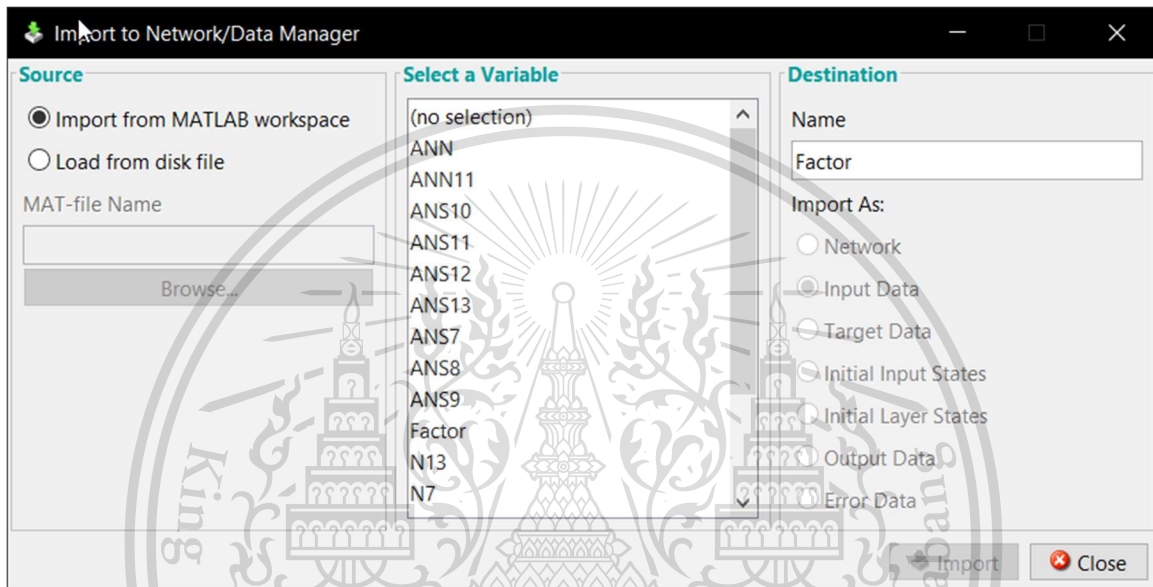 Import to Network/Data Manager
Source
Import from MATLAB workspace
Load from disk file
MAT-file Name
Browse...
Select a Variable
(no selection)
ANN
ANN11
ANS10
ANS11
ANS12
ANS13
ANS7
ANS8
ANS9
Factor
N13
N7
Destination
Name
Factor
Import As:
Network
Input Data
Target Data
Initial Input States
Initial Layer States
Output Data
Error Data
Import
Close
King